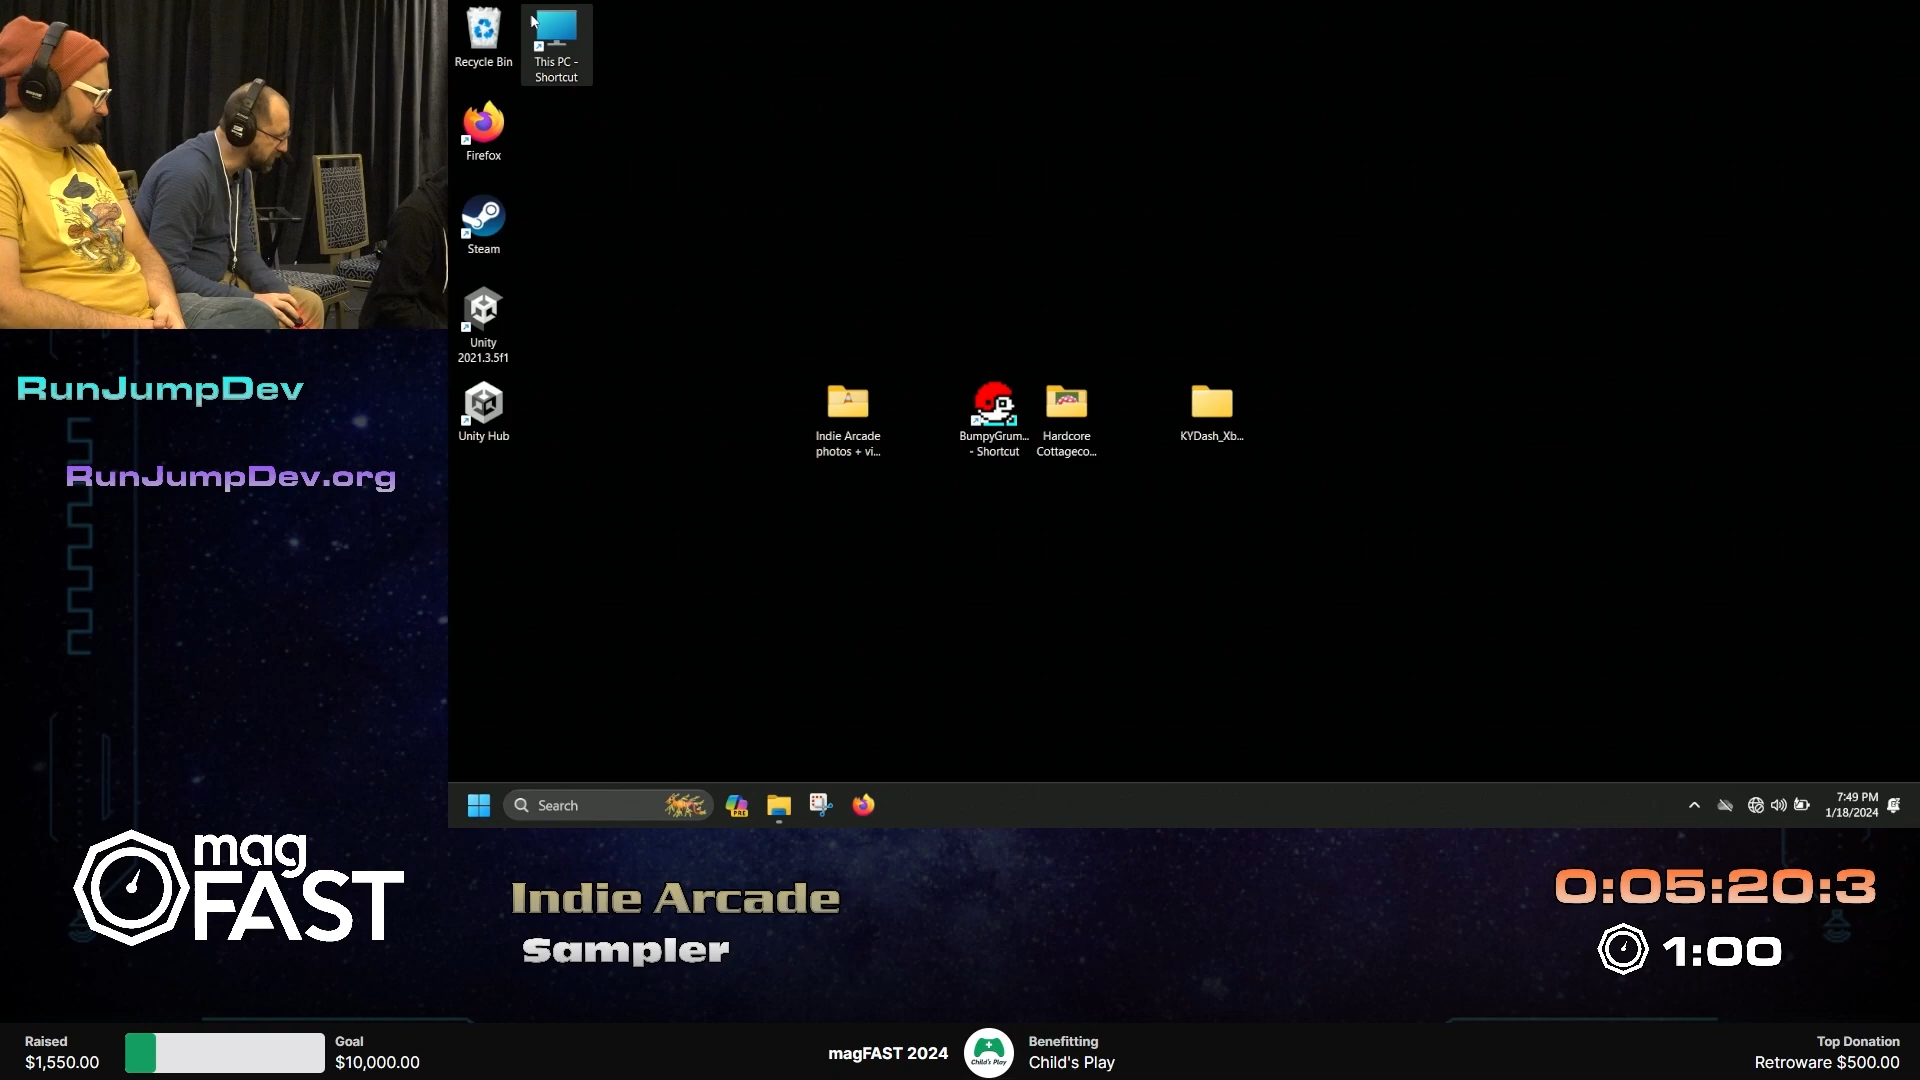 Recycle Bin
This PC -
Shortcut
Firefox
Steam
Unity
2021.3.5f1
Unity Hub
Indie Arcade
photos + vi...
BumpyGrum...
- Shortcut
Hardcore
Cottageco...
KYDash_Xb...
RunJumpDev
RunJumpDev.org
Search
PRE
7:49 PM
1/18/2024
mag
FAST
Indie Arcade
Sampler
0:05:20:3
1:00
Raised
$1,550.00
Goal
$10,000.00
magFAST 2024
Child's Play
Benefitting
Child's Play
Top Donation
Retroware $500.00